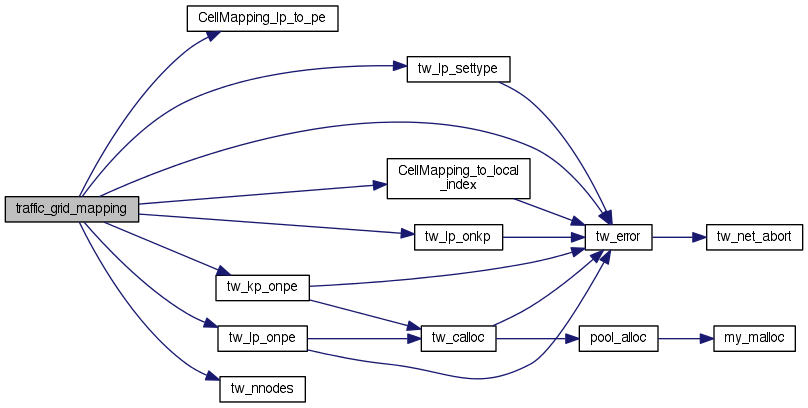 CellMapping_lp_to_pe
tw_lp_settype
CellMapping_to_local
_index
traffic_grid_mapping
tw_lp_onkp
tw_error
tw_net_abort
tw_kp_onpe
tw_lp_onpe
tw_calloc
pool_alloc
my_malloc
tw_nnodes